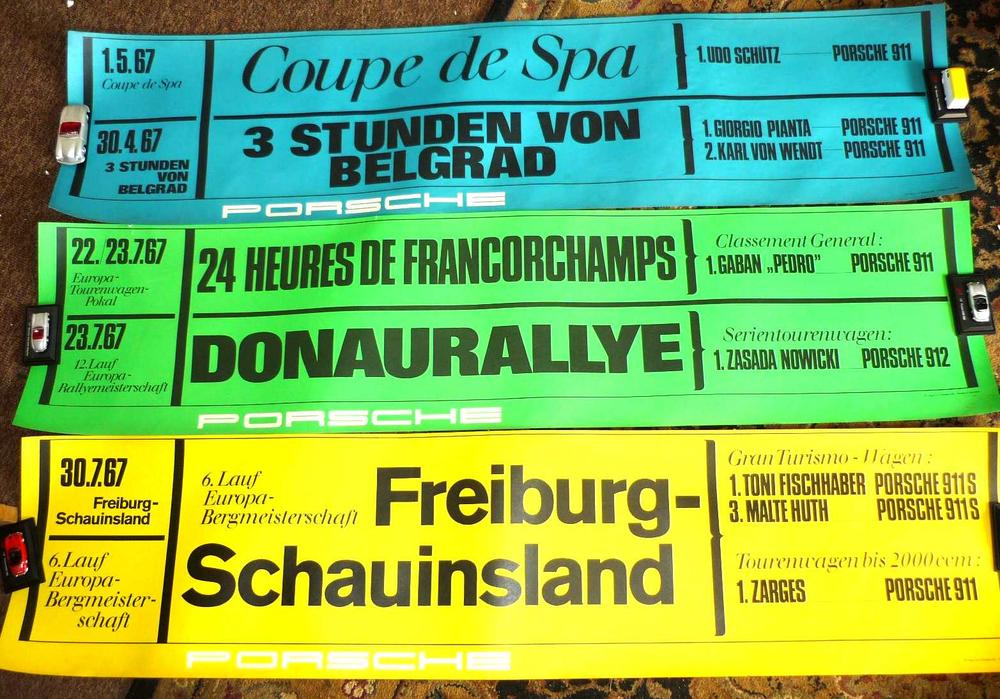 1.5.67
Coupe de Spa
Coupe de Spa
1. UDO SCHÜTZ PORSCHE 911
30.4.67
3 STUNDEN
VON
BELGRAD
3 STUNDEN VON
BELGRAD
1. GIORGIO PIANTA PORSCHE 911
2. KARL VON WENDT PORSCHE 911
PORSCHE
22./23.7.67
Europa-
Tourenwagen-
Pokal
24 HEURES DE FRANCORCHAMPS
Classement General:
1. GABAN „PEDRO” PORSCHE 911
23.7.67
12. Lauf
Europa-
Rallyemeisterschaft
DONAURALLYE
Serientourenwagen:
1. ZASADA NOWICKI PORSCHE 912
PORSCHE
30.7.67
Freiburg-
Schauinsland
6. Lauf
Europa-
Bergmeister-
schaft
6. Lauf
Europa-
Bergmeisterschaft
Freiburg-
Schauinsland
Gran Turismo-Wagen:
1. TONI FISCHHABER PORSCHE 911 S
3. MALTE HUTH PORSCHE 911 S
Tourenwagen bis 2000 ccm:
1. ZARGES PORSCHE 911
PORSCHE